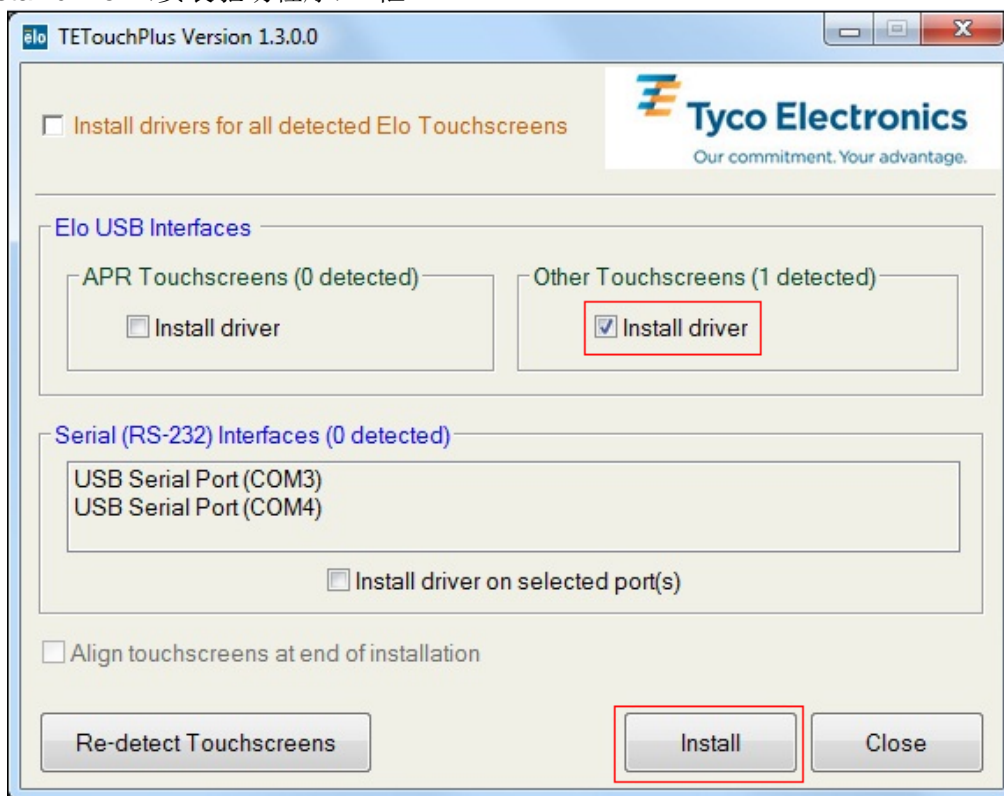 elo TETouchPlus Version 1.3.0.0
Install drivers for all detected Elo Touchscreens
Tyco Electronics
Our commitment. Your advantage.
Elo USB Interfaces
APR Touchscreens (0 detected)
Install driver
Other Touchscreens (1 detected)
Install driver
Serial (RS-232) Interfaces (0 detected)
USB Serial Port (COM3)
USB Serial Port (COM4)
Install driver on selected port(s)
Align touchscreens at end of installation
Re-detect Touchscreens
Install
Close